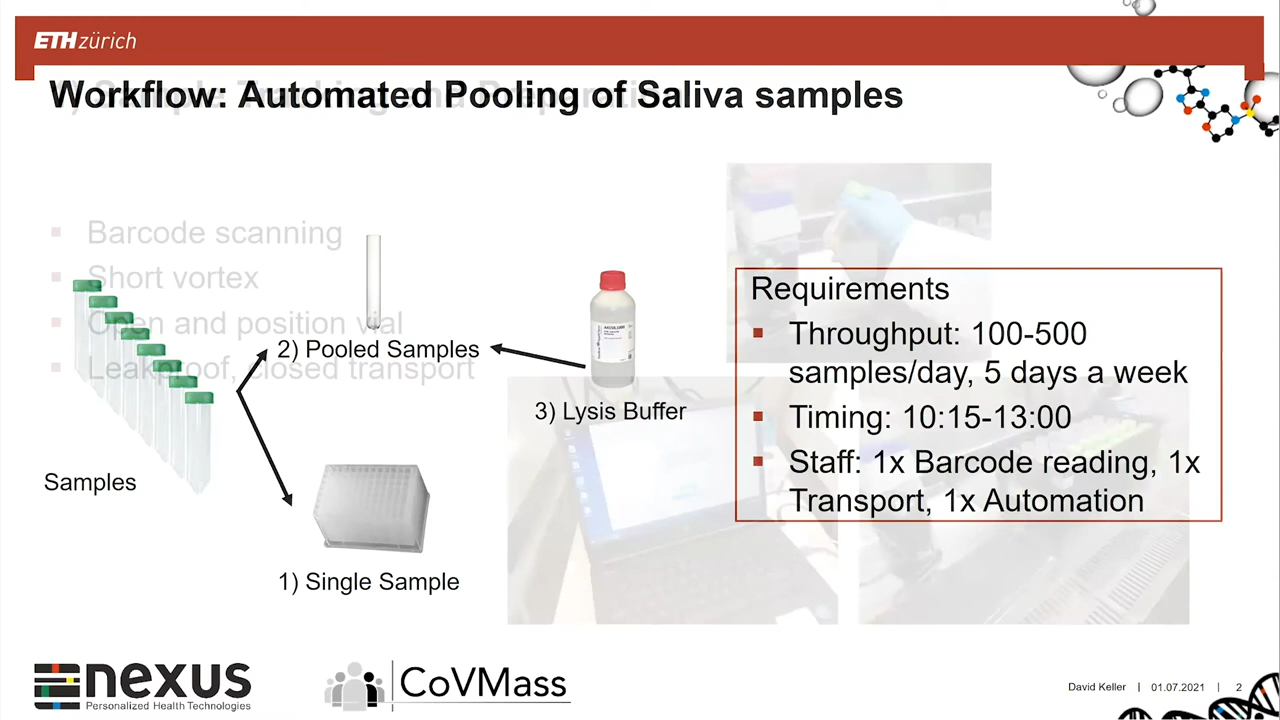 ETH zürich
Workflow: Automated Pooling of Saliva samples
Barcode scanning
Short vortex
Open and position vial
Leakproof, closed transport
2) Pooled Samples
3) Lysis Buffer
Samples
1) Single Sample
Requirements
Throughput: 100-500
samples/day, 5 days a week
Timing: 10:15-13:00
Staff: 1x Barcode reading, 1x
Transport, 1x Automation
nexus
Personalized Health Technologies
CoVMass
David Keller | 01.07.2021 | 2